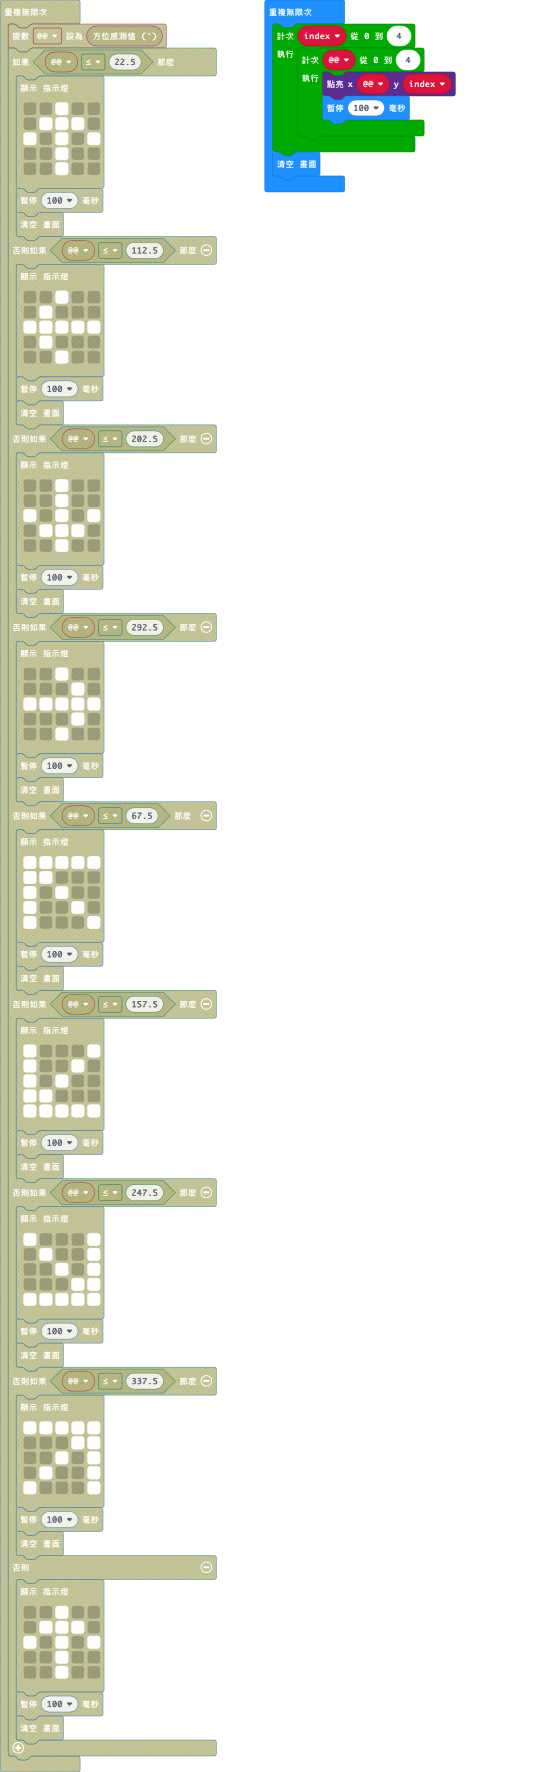 重複無限次
變數 @@ 設為 方位感測值 (°)
如果 @@ ≤ 22.5 那麼
顯示 指示燈
暫停 100 毫秒
清空 畫面
否則如果 @@ ≤ 112.5 那麼
顯示 指示燈
暫停 100 毫秒
清空 畫面
否則如果 @@ ≤ 202.5 那麼
顯示 指示燈
暫停 100 毫秒
清空 畫面
否則如果 @@ ≤ 292.5 那麼
顯示 指示燈
暫停 100 毫秒
清空 畫面
否則如果 @@ ≤ 67.5 那麼
顯示 指示燈
暫停 100 毫秒
清空 畫面
否則如果 @@ ≤ 157.5 那麼
顯示 指示燈
暫停 100 毫秒
清空 畫面
否則如果 @@ ≤ 247.5 那麼
顯示 指示燈
暫停 100 毫秒
清空 畫面
否則如果 @@ ≤ 337.5 那麼
顯示 指示燈
暫停 100 毫秒
清空 畫面
否則
顯示 指示燈
暫停 100 毫秒
清空 畫面
重複無限次
計次 index 從 0 到 4
執行
計次 @@ 從 0 到 4
執行
點亮 x @@ y index
暫停 100 毫秒
清空 畫面